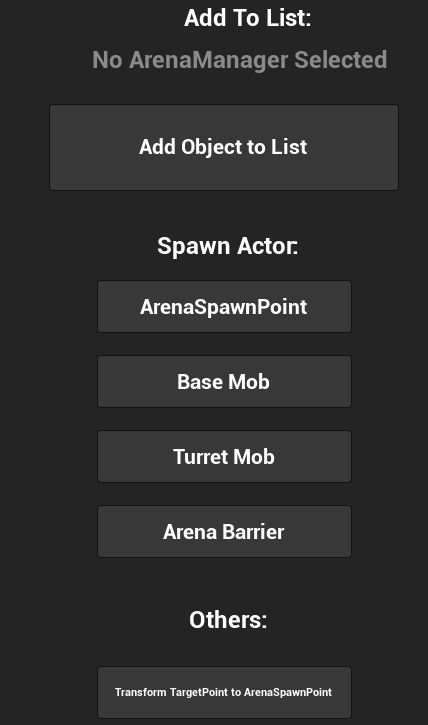 Add To List:
No ArenaManager Selected
Add Object to List
Spawn Actor:
ArenaSpawnPoint
Base Mob
Turret Mob
Arena Barrier
Others:
Transform TargetPoint to ArenaSpawnPoint